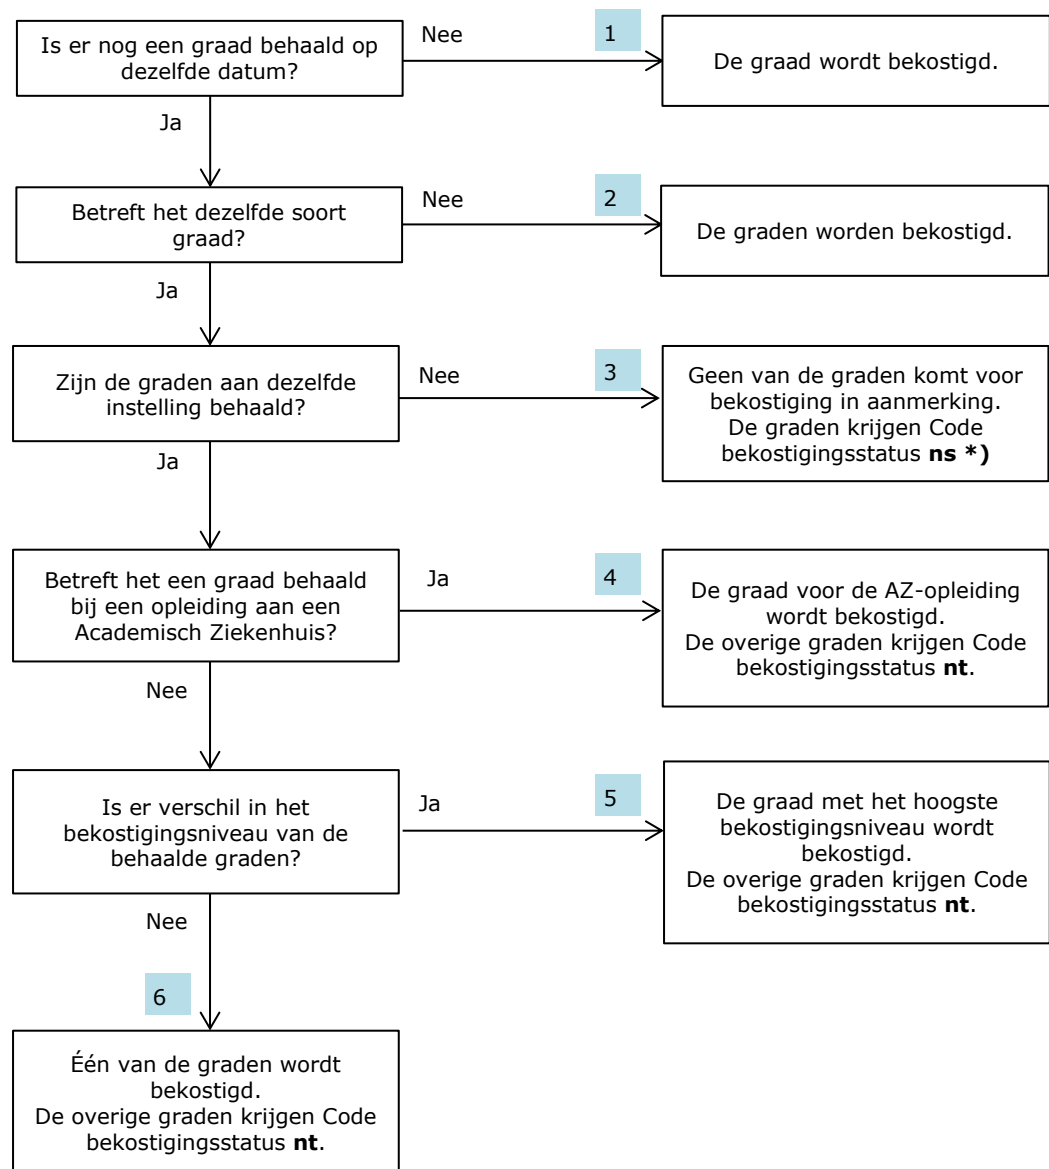 Is er nog een graad behaald op
dezelfde datum?
Nee
1
De graad wordt bekostigd.
Ja
Betreft het dezelfde soort
graad?
Nee
2
De graden worden bekostigd.
Ja
Zijn de graden aan dezelfde
instelling behaald?
Nee
3
Geen van de graden komt voor
bekostiging in aanmerking.
De graden krijgen Code
bekostigingsstatus ns *)
Ja
Betreft het een graad behaald
bij een opleiding aan een
Academisch Ziekenhuis?
Ja
4
De graad voor de AZ-opleiding
wordt bekostigd.
De overige graden krijgen Code
bekostigingsstatus nt.
Nee
Is er verschil in het
bekostigingsniveau van de
behaalde graden?
Ja
5
De graad met het hoogste
bekostigingsniveau wordt
bekostigd.
De overige graden krijgen Code
bekostigingsstatus nt.
Nee
6
Één van de graden wordt
bekostigd.
De overige graden krijgen Code
bekostigingsstatus nt.